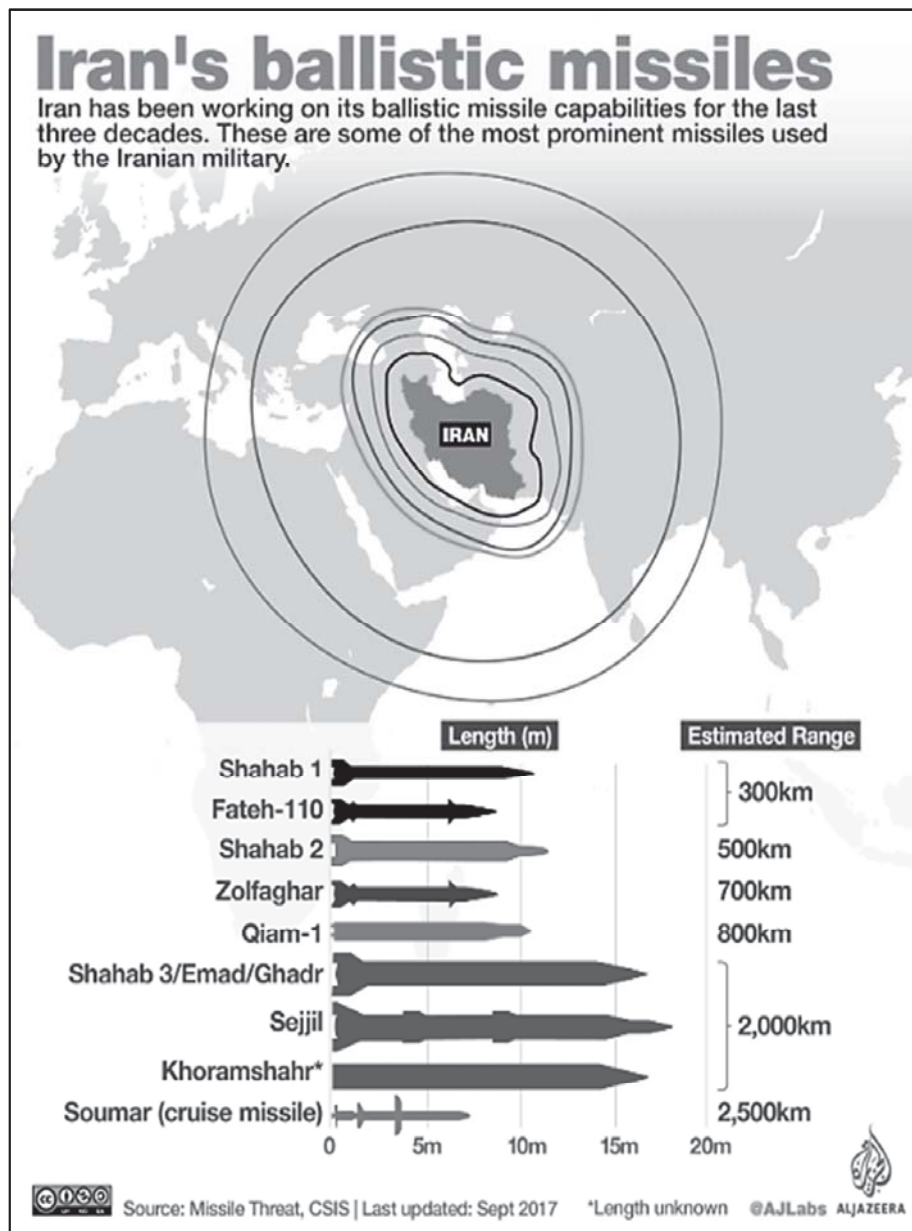 Iran's ballistic missiles
Iran has been working on its ballistic missile capabilities for the last
three decades. These are some of the most prominent missiles used
by the Iranian military.
IRAN
Length (m)
Estimated Range
Shahab 1
Fateh-110
300km
Shahab 2
500km
Zolfaghar
700km
Qiam-1
800km
Shahab 3/Emad/Ghadr
Sejjil
2,000km
Khoramshahr*
Soumar (cruise missile)
2,500km
0 5m 10m 15m 20m
Source: Missile Threat, CSIS | Last updated: Sept 2017 *Length unknown @AJLabs ALJAZEERA